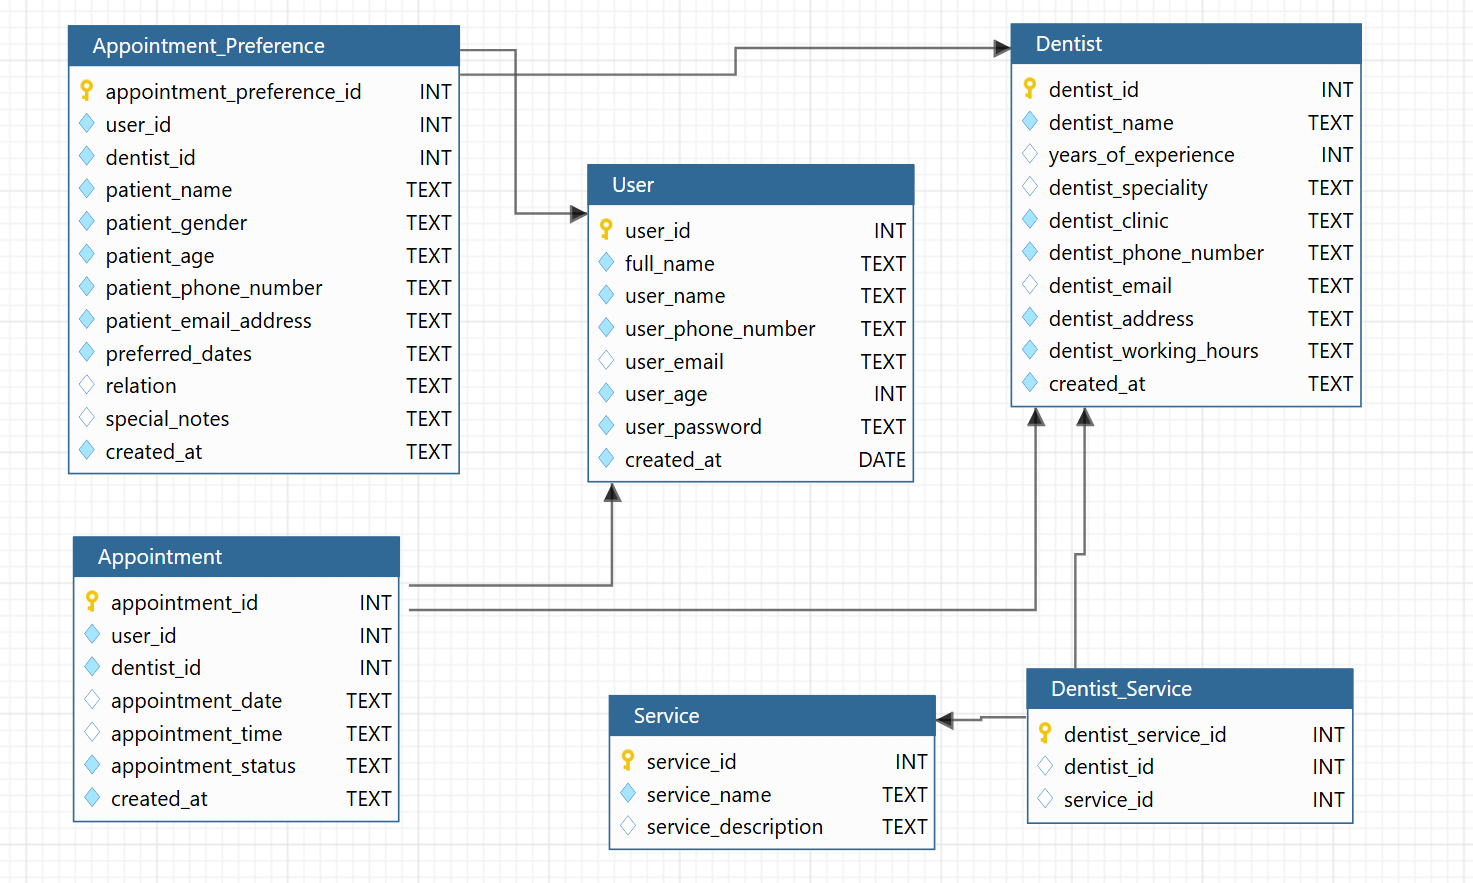 Appointment_Preference
appointment_preference_id INT
user_id INT
dentist_id INT
patient_name TEXT
patient_gender TEXT
patient_age TEXT
patient_phone_number TEXT
patient_email_address TEXT
preferred_dates TEXT
relation TEXT
special_notes TEXT
created_at TEXT
User
user_id INT
full_name TEXT
user_name TEXT
user_phone_number TEXT
user_email TEXT
user_age INT
user_password TEXT
created_at DATE
Dentist
dentist_id INT
dentist_name TEXT
years_of_experience INT
dentist_speciality TEXT
dentist_clinic TEXT
dentist_phone_number TEXT
dentist_email TEXT
dentist_address TEXT
dentist_working_hours TEXT
created_at TEXT
Appointment
appointment_id INT
user_id INT
dentist_id INT
appointment_date TEXT
appointment_time TEXT
appointment_status TEXT
created_at TEXT
Service
service_id INT
service_name TEXT
service_description TEXT
Dentist_Service
dentist_service_id INT
dentist_id INT
service_id INT